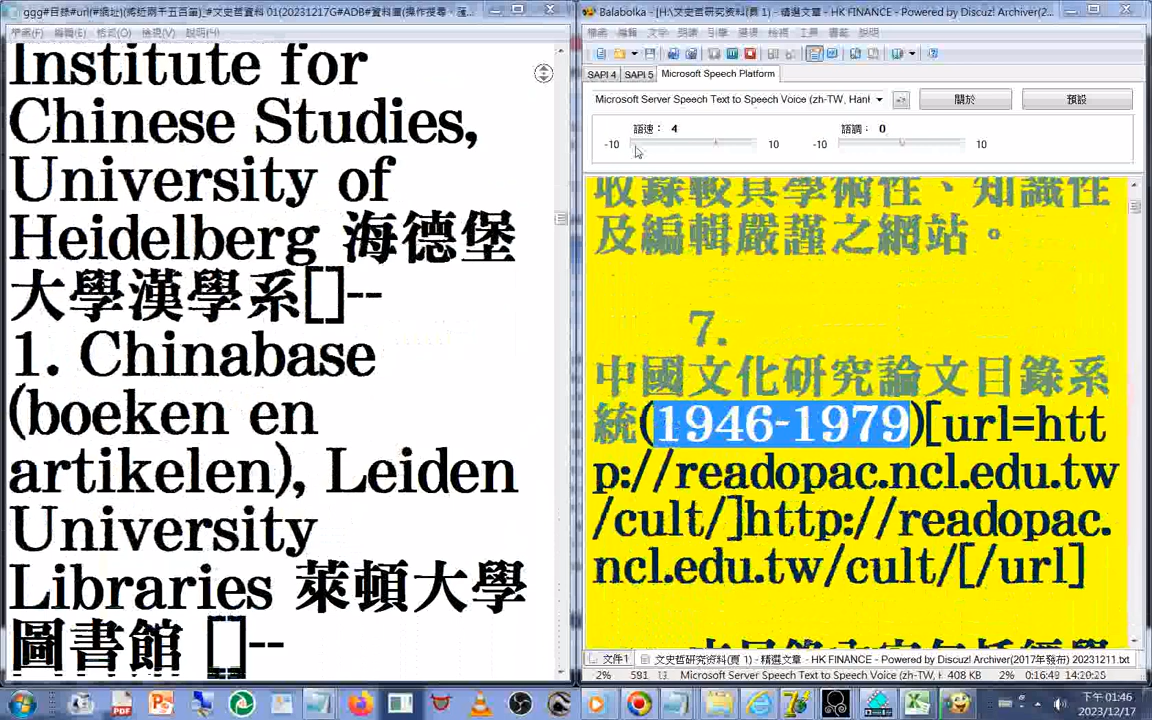 Institute for
Chinese Studies,
University of
Heidelberg 海德堡
大學漢學系[]--
1. Chinabase
(boeken en
artikelen), Leiden
University
Libraries 萊頓大學
圖書館 []--
Balabolka - [H:\文史哲研究资料(頁 1) - 精選文章 - HK FINANCE - Powered by Discuz! Archiver(2...
SAPI 4
SAPI 5
Microsoft Speech Platform
Microsoft Server Speech Text to Speech Voice (zh-TW, Hanl
關於
預設
語速： 4
語調： 0
-10
10
-10
10
收錄較具學術性、知識性
及編輯嚴謹之網站。
7.
中國文化研究論文目錄系
統(1946-1979)[url=htt
p://readopac.ncl.edu.tw
/cult/]http://readopac.
ncl.edu.tw/cult/[/url]
文件1
文史哲研究资料(頁 1) - 精選文章 - HK FINANCE - Powered by Discuz! Archiver(2017年發布) 20231211.txt
2%
581
Microsoft Server Speech Text to Speech Voice (zh-TW, H
408 KB
2%
0:16:49
14:20:25
下午 01:46
2023/12/17